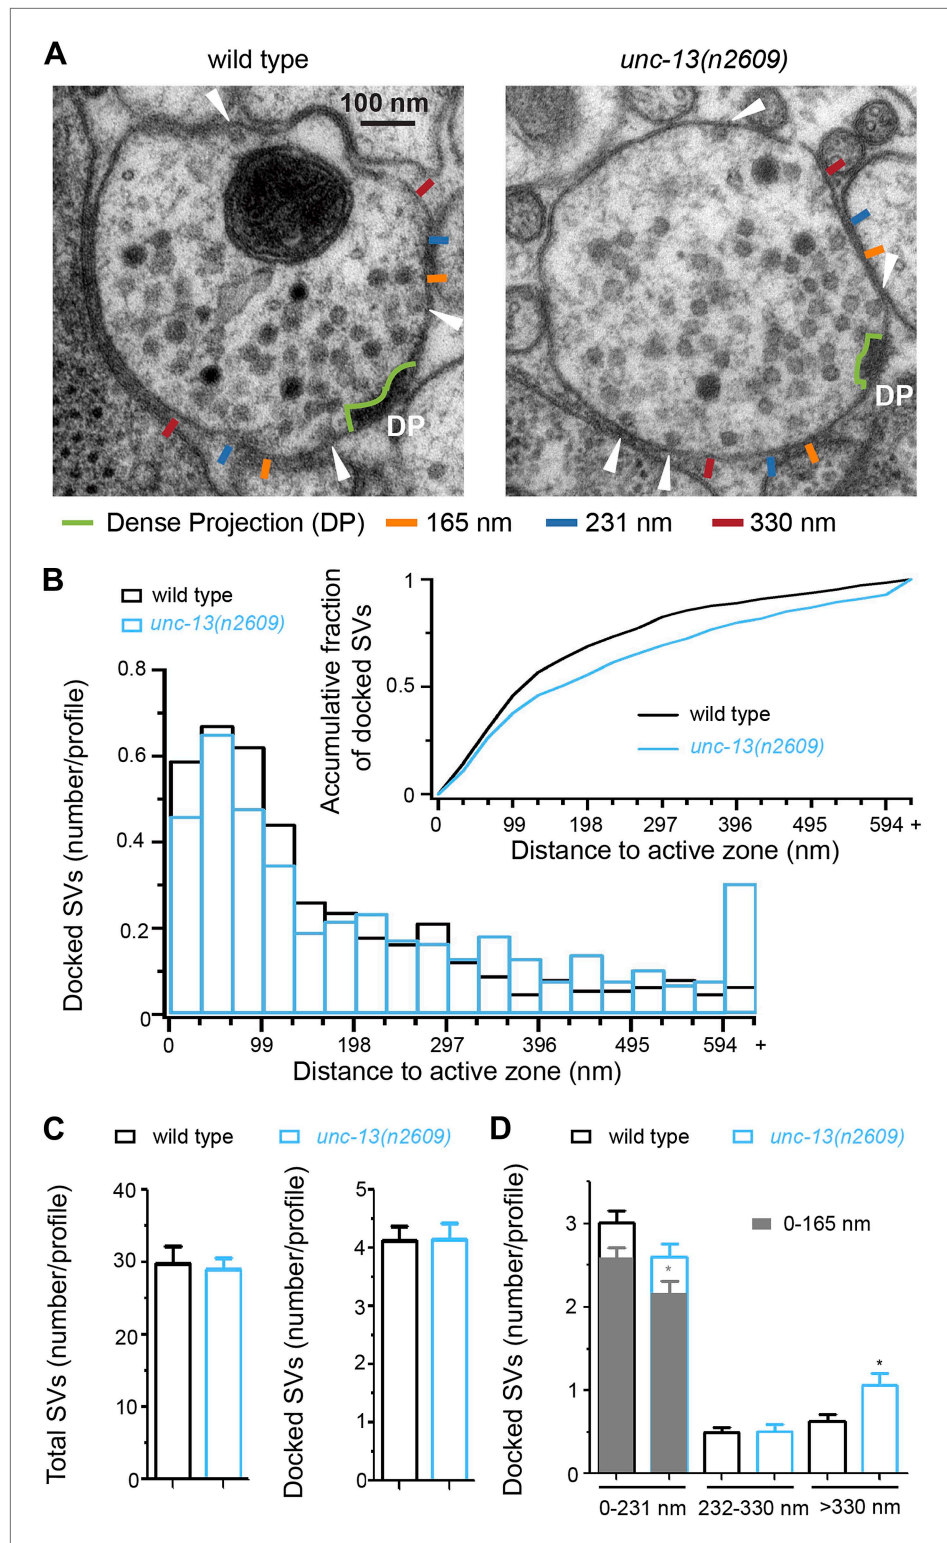 A
wild type
unc-13(n2609)
100 nm
DP
DP
Dense Projection (DP) 165 nm 231 nm 330 nm
B
wild type
unc-13(n2609)
Docked SVs (number/profile)
0.8
0.6
0.4
0.2
0
0 99 198 297 396 495 594 +
Distance to active zone (nm)
Accumulative fraction
of docked SVs
1
0.5
0
wild type
unc-13(n2609)
0 99 198 297 396 495 594 +
Distance to active zone (nm)
C
wild type
unc-13(n2609)
Total SVs (number/profile)
40
30
20
10
0
Docked SVs (number/profile)
5
4
3
2
1
0
D
wild type
unc-13(n2609)
Docked SVs (number/profile)
3
2
1
0
0-165 nm
*
*
0-231 nm 232-330 nm >330 nm